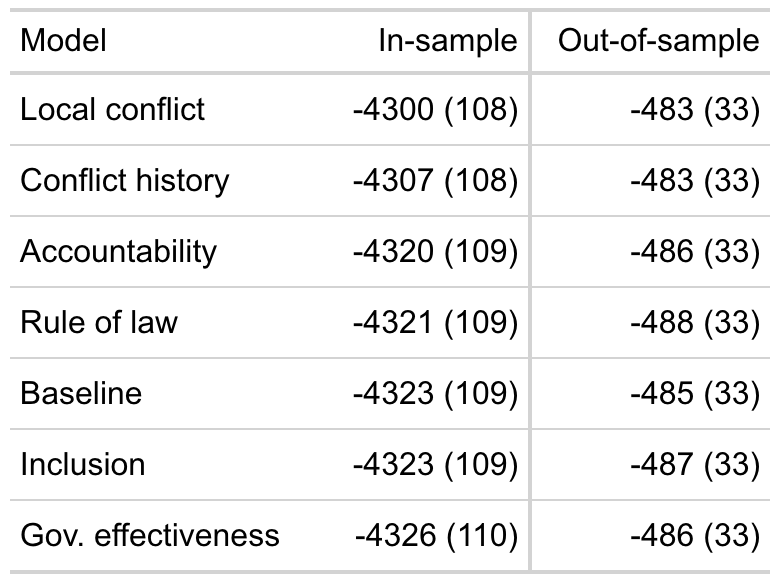 Model In-sample Out-of-sample
Local conflict -4300 (108) -483 (33)
Conflict history -4307 (108) -483 (33)
Accountability -4320 (109) -486 (33)
Rule of law -4321 (109) -488 (33)
Baseline -4323 (109) -485 (33)
Inclusion -4323 (109) -487 (33)
Gov. effectiveness -4326 (110) -486 (33)